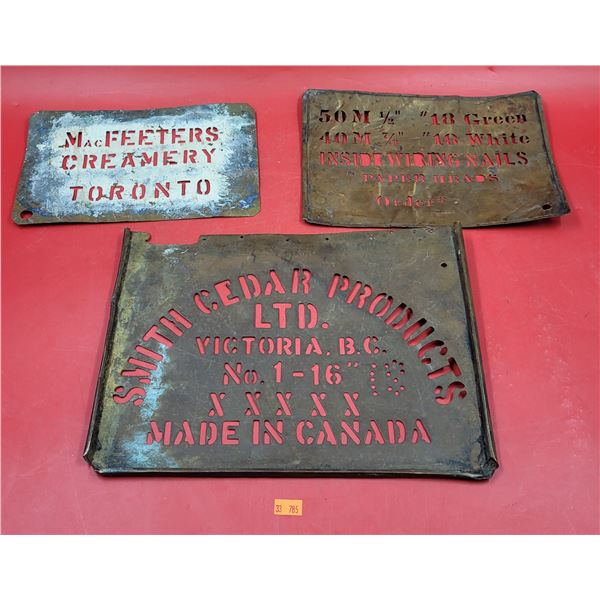 MacFEETERS
CREAMERY
TORONTO
50 M ½" "18 Green
40 M ¾" "18 White
INSIDE WIRING NAILS
" PAPER HEADS
Order#
SMITH CEDAR PRODUCTS
LTD.
VICTORIA, B.C.
No. 1-16"
X X X X X
MADE IN CANADA
33 785